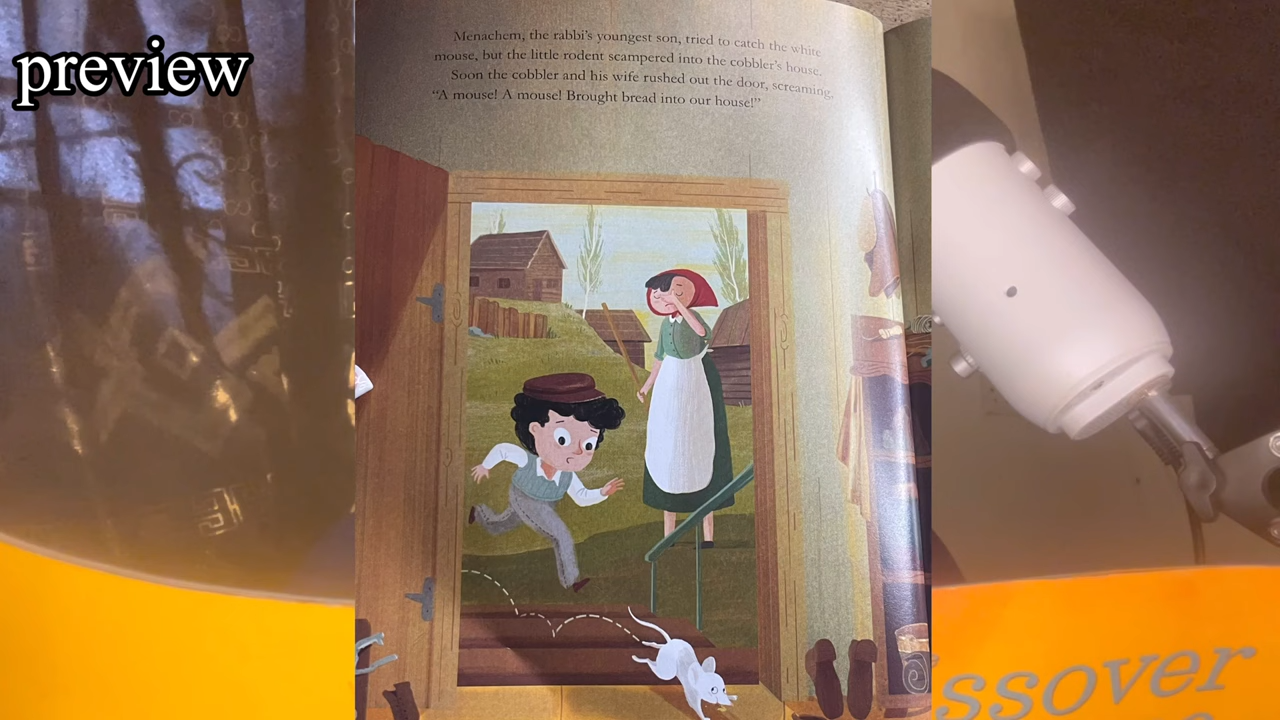 preview
Menachem, the rabbi's youngest son, tried to catch the white
mouse, but the little rodent scampered into the cobbler's house.
Soon the cobbler and his wife rushed out the door, screaming,
“A mouse! A mouse! Brought bread into our house!”
ssover